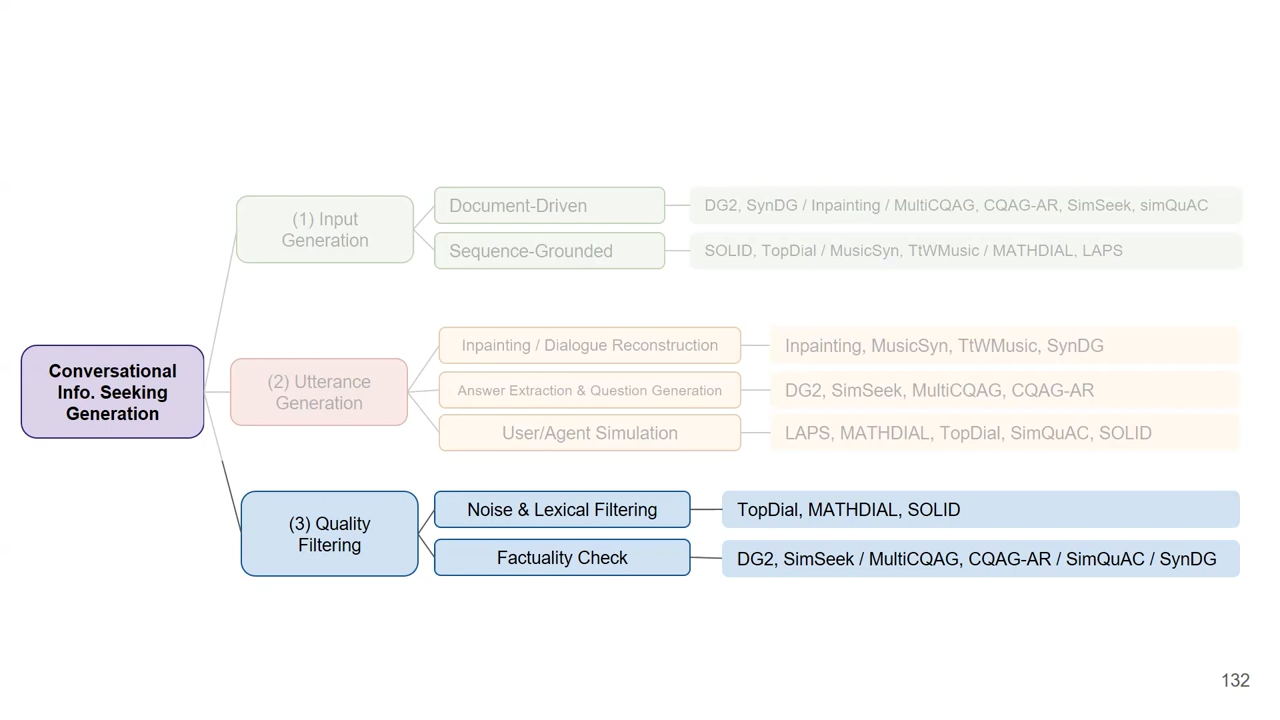 (1) Input
Generation
Document-Driven
DG2, SynDG / Inpainting / MultiCQAG, CQAG-AR, SimSeek, simQuAC
Sequence-Grounded
SOLID, TopDial / MusicSyn, TtWMusic / MATHDIAL, LAPS
Conversational
Info. Seeking
Generation
(2) Utterance
Generation
Inpainting / Dialogue Reconstruction
Inpainting, MusicSyn, TtWMusic, SynDG
Answer Extraction & Question Generation
DG2, SimSeek, MultiCQAG, CQAG-AR
User/Agent Simulation
LAPS, MATHDIAL, TopDial, SimQuAC, SOLID
(3) Quality
Filtering
Noise & Lexical Filtering
TopDial, MATHDIAL, SOLID
Factuality Check
DG2, SimSeek / MultiCQAG, CQAG-AR / SimQuAC / SynDG
132